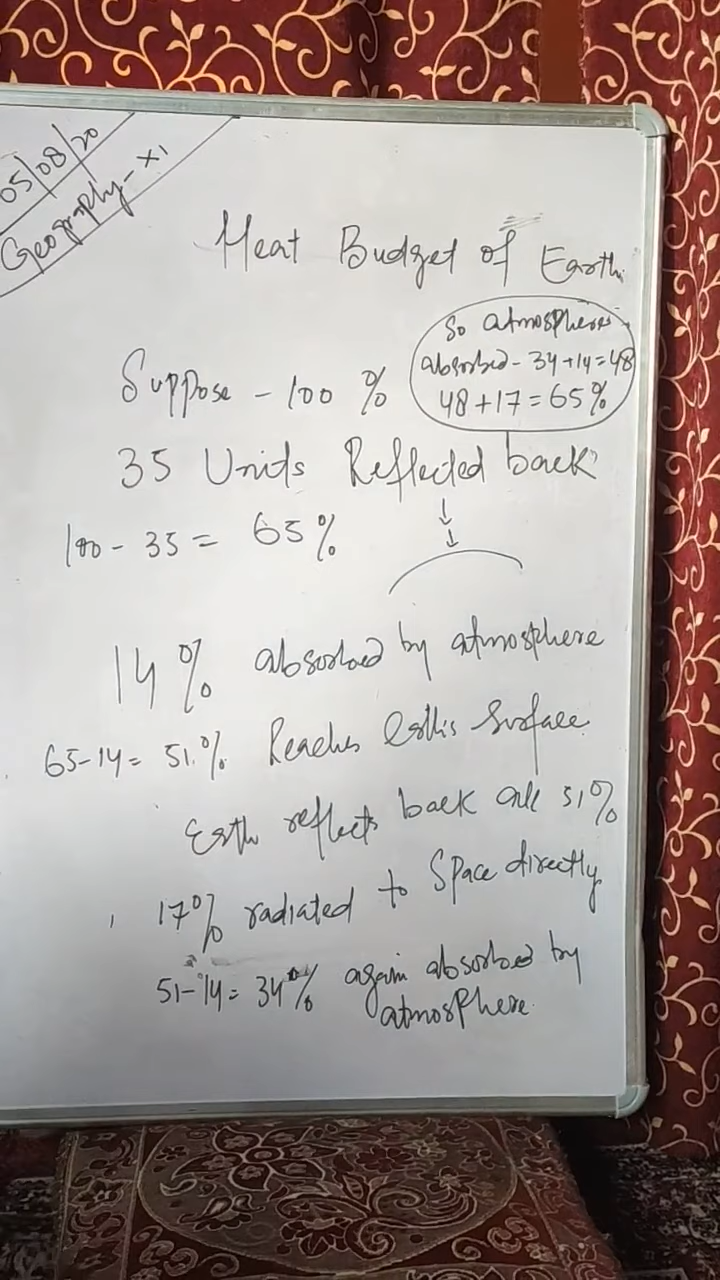 05/08/20
Geography-XI
Heat Budget of Earth
So atmosphere
absorbed - 34+14=48
48+17=65%
Suppose - 100 %
35 Units Reflected back
100 - 35 = 65%
14% absorbed by atmosphere
65-14= 51% Reaches Earth's Surface
Earth reflects back all 51%
17% radiated to Space directly
51-14= 34% again absorbed by
atmosphere.